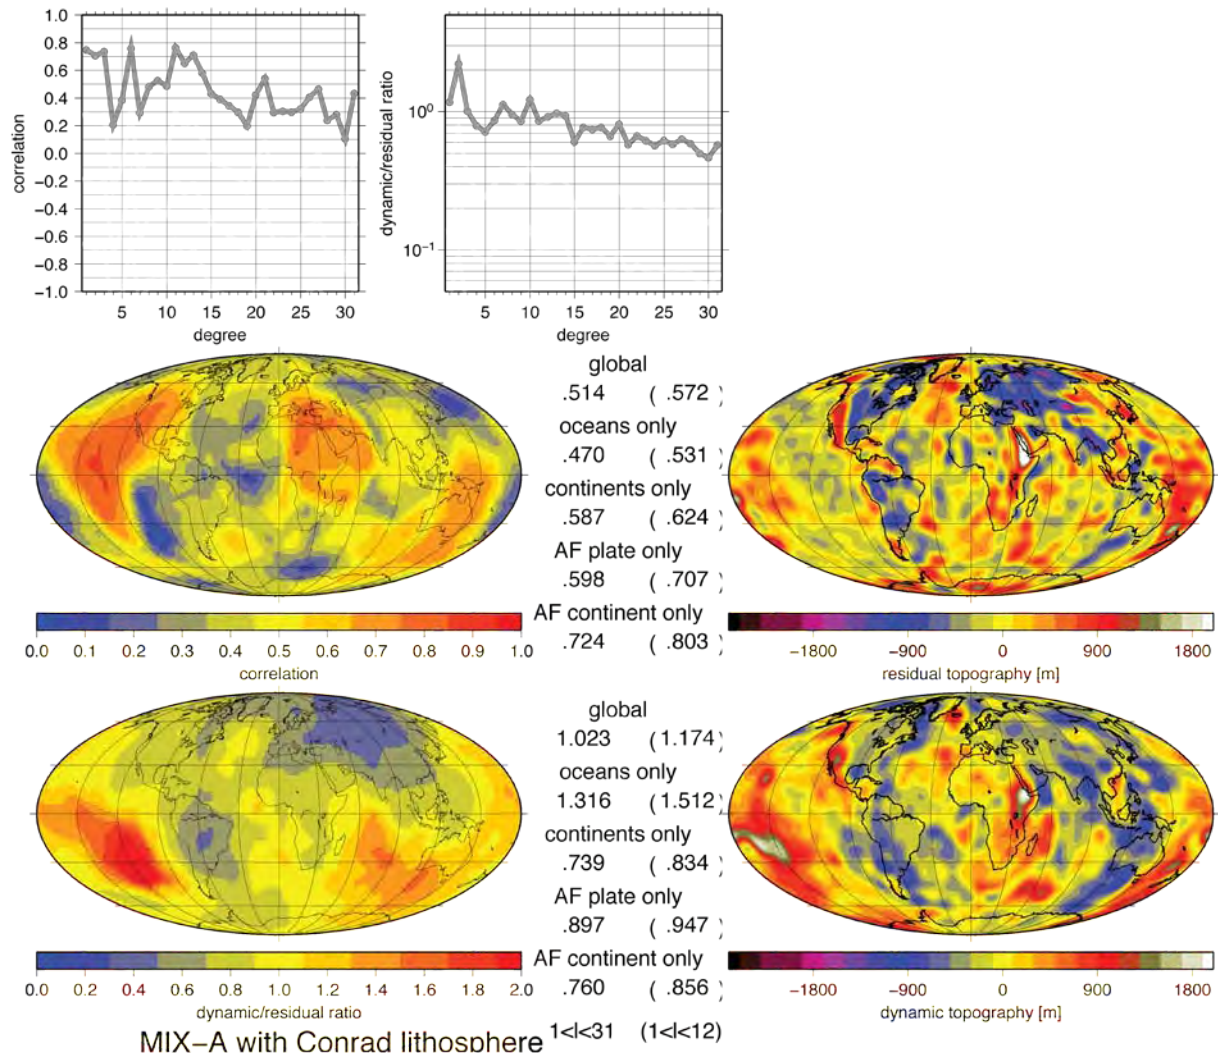 1.0
0.8
0.6
0.4
0.2
0.0
−0.2
−0.4
−0.6
−0.8
−1.0
correlation
5 10 15 20 25 30
degree
10^0
10^−1
dynamic/residual ratio
5 10 15 20 25 30
degree
global
.514 ( .572 )
oceans only
.470 ( .531 )
continents only
.587 ( .624 )
AF plate only
.598 ( .707 )
AF continent only
.724 ( .803 )
0.0 0.1 0.2 0.3 0.4 0.5 0.6 0.7 0.8 0.9 1.0
correlation
−1800 −900 0 900 1800
residual topography [m]
global
1.023 ( 1.174 )
oceans only
1.316 ( 1.512 )
continents only
.739 ( .834 )
AF plate only
.897 ( .947 )
AF continent only
.760 ( .856 )
0.0 0.2 0.4 0.6 0.8 1.0 1.2 1.4 1.6 1.8 2.0
dynamic/residual ratio
−1800 −900 0 900 1800
dynamic topography [m]
1<l<31 (1<l<12)
MIX−A with Conrad lithosphere